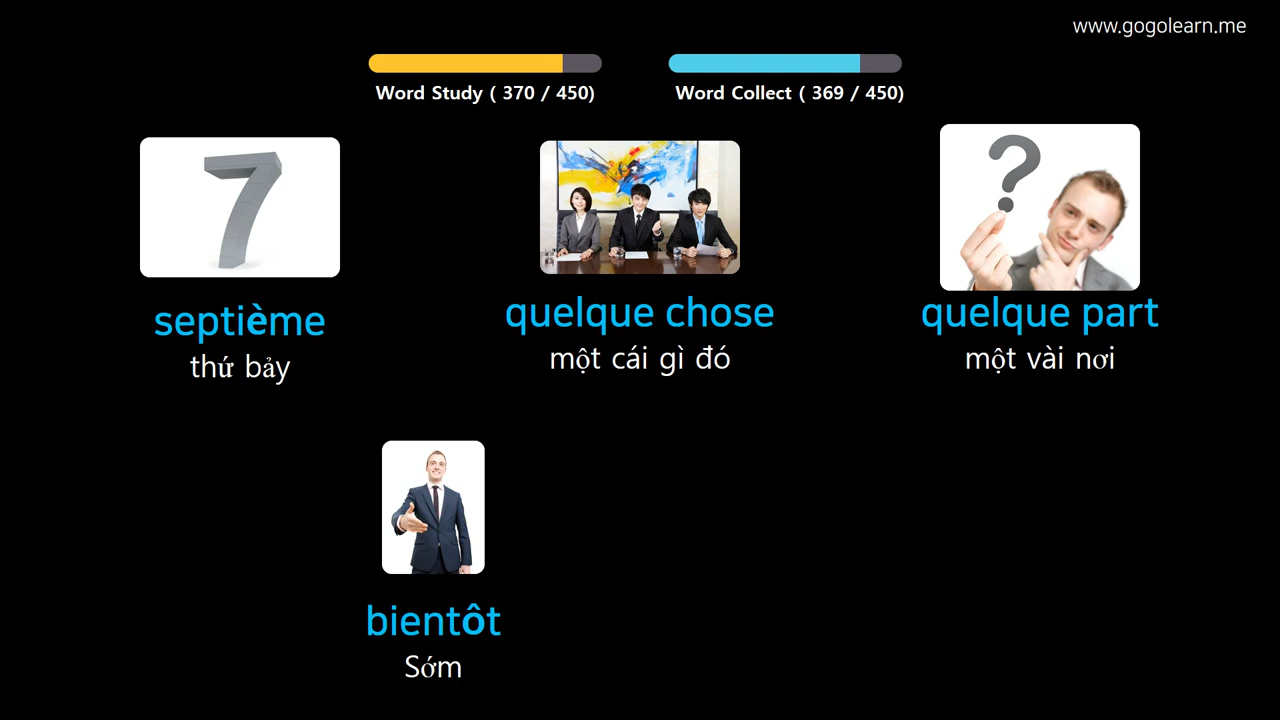 www.gogolearn.me
Word Study ( 370 / 450)
Word Collect ( 369 / 450)
7
septième
thứ bảy
quelque chose
một cái gì đó
?
quelque part
một vài nơi
bientôt
Sớm